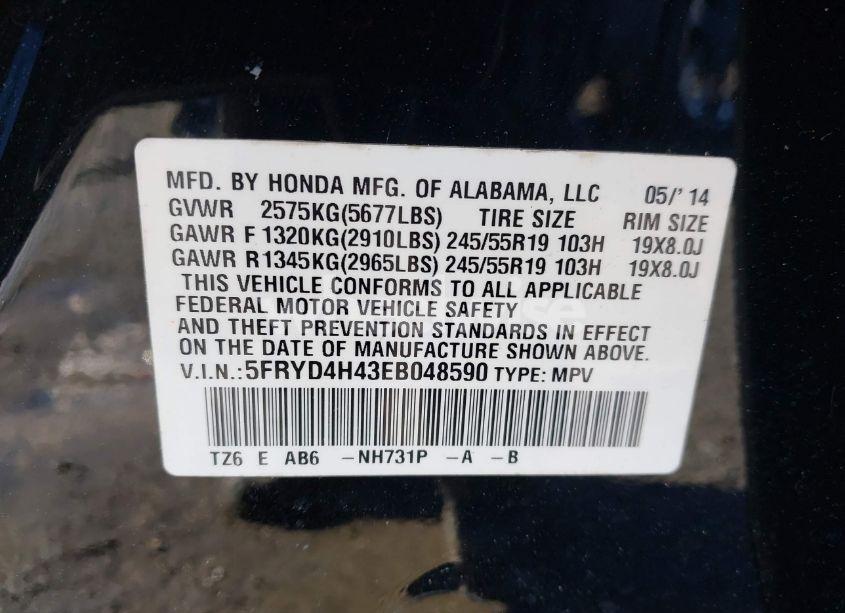 MFD. BY HONDA MFG. OF ALABAMA, LLC 05/' 14
GVWR 2575KG(5677LBS) TIRE SIZE RIM SIZE
GAWR F 1320KG(2910LBS) 245/55R19 103H 19X8.0J
GAWR R 1345KG(2965LBS) 245/55R19 103H 19X8.0J
THIS VEHICLE CONFORMS TO ALL APPLICABLE
FEDERAL MOTOR VEHICLE SAFETY
AND THEFT PREVENTION STANDARDS IN EFFECT
ON THE DATE OF MANUFACTURE SHOWN ABOVE.
V.I.N.: 5FRYD4H43EB048590 TYPE: MPV
TZ6 E AB6 -NH731P -A -B